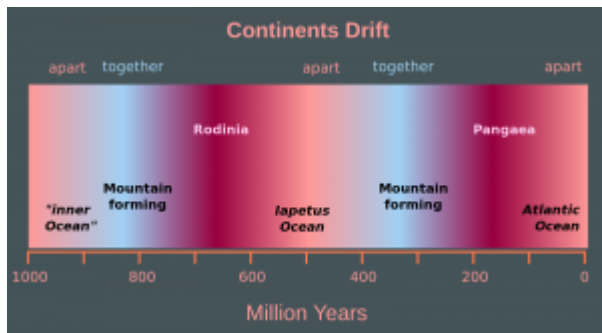 Continents Drift
apart together apart together apart
Rodinia Pangaea
Mountain forming Mountain forming
"inner Ocean" Iapetus Ocean Atlantic Ocean
1000 800 600 400 200 0
Million Years